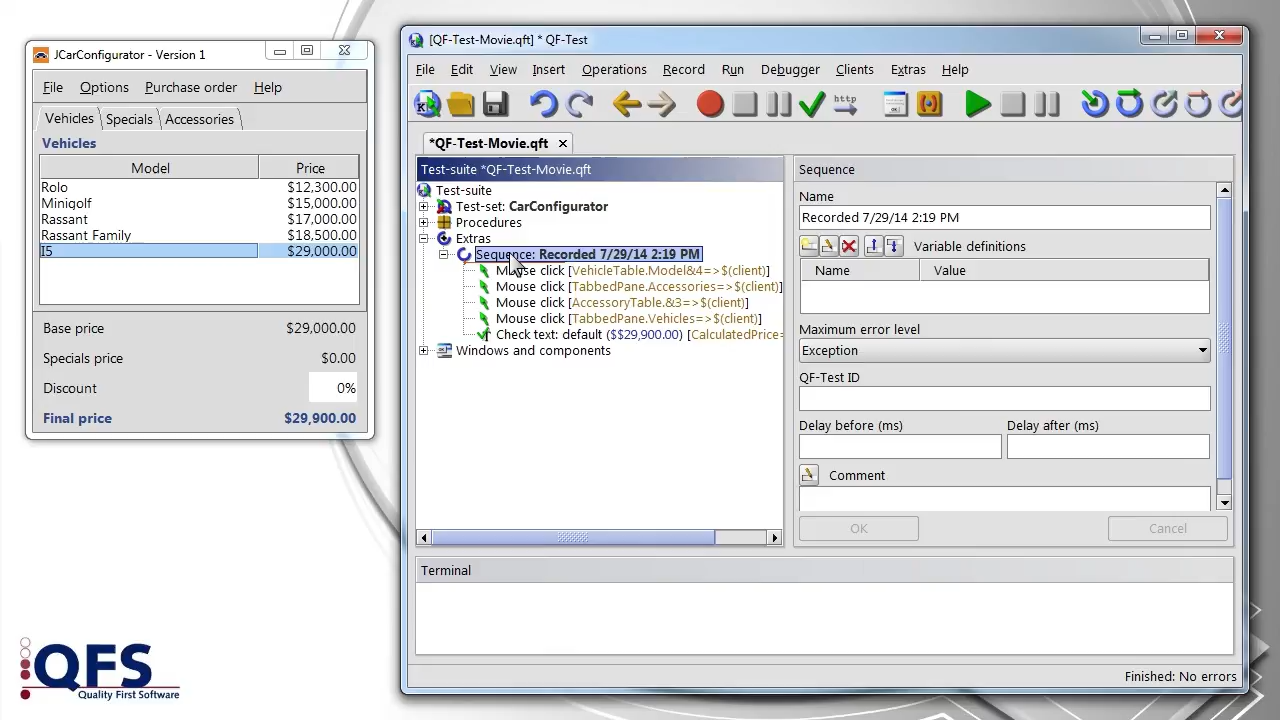 JCarConfigurator - Version 1
File Options Purchase order Help
Vehicles Specials Accessories
Vehicles
Model Price
Rolo $12,300.00
Minigolf $15,000.00
Rassant $17,000.00
Rassant Family $18,500.00
I5 $29,000.00
Base price $29,000.00
Specials price $0.00
Discount 0%
Final price $29,900.00
QFS
Quality First Software
[QF-Test-Movie.qft] * QF-Test
File Edit View Insert Operations Record Run Debugger Clients Extras Help
http
*QF-Test-Movie.qft
Test-suite *QF-Test-Movie.qft
Test-suite
Test-set: CarConfigurator
Procedures
Extras
Sequence: Recorded 7/29/14 2:19 PM
Mouse click [VehicleTable.Model&4=>$(client)]
Mouse click [TabbedPane.Accessories=>$(client)]
Mouse click [AccessoryTable.&3=>$(client)]
Mouse click [TabbedPane.Vehicles=>$(client)]
Check text: default ($$29,900.00) [CalculatedPrice=
Windows and components
Sequence
Name
Recorded 7/29/14 2:19 PM
Variable definitions
Name Value
Maximum error level
Exception
QF-Test ID
Delay before (ms) Delay after (ms)
Comment
OK Cancel
Terminal
Finished: No errors